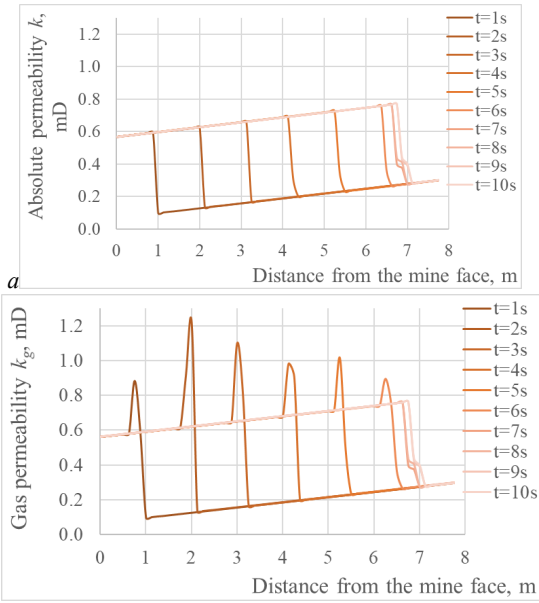 Absolute permeability k,
mD
1.2
1.0
0.8
0.6
0.4
0.2
0.0
0 1 2 3 4 5 6 7 8
Distance from the mine face, m
t=1s
t=2s
t=3s
t=4s
t=5s
t=6s
t=7s
t=8s
t=9s
t=10s
a
Gas permeability kg, mD
1.2
1.0
0.8
0.6
0.4
0.2
0.0
0 1 2 3 4 5 6 7 8
Distance from the mine face, m
t=1s
t=2s
t=3s
t=4s
t=5s
t=6s
t=7s
t=8s
t=9s
t=10s